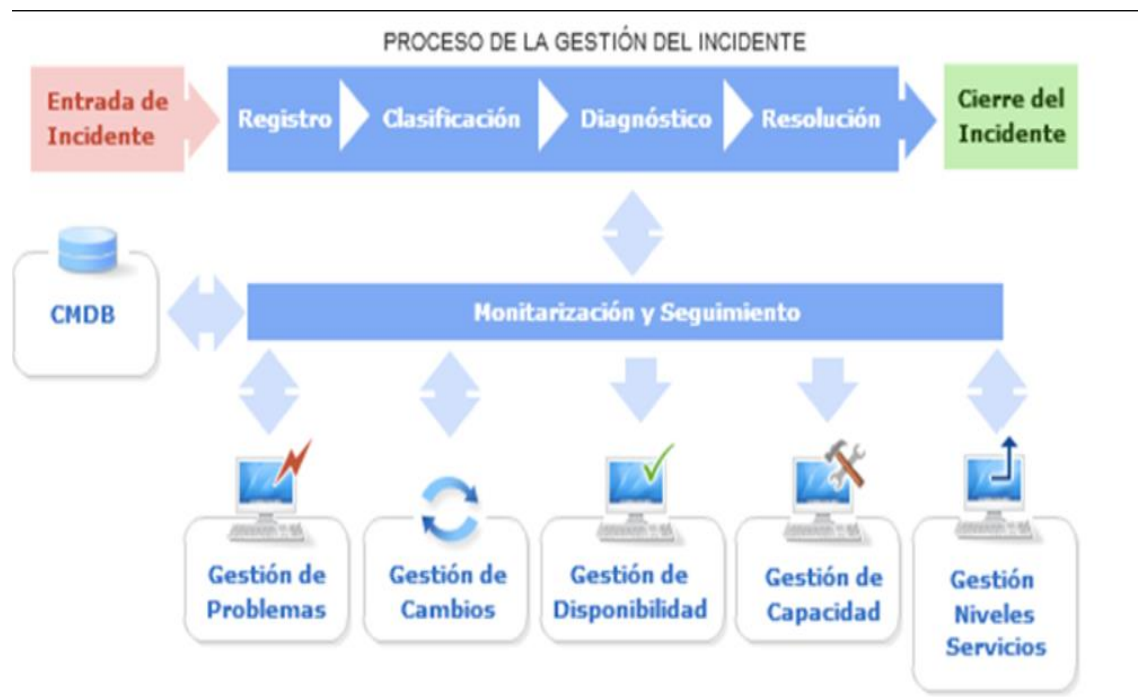 PROCESO DE LA GESTIÓN DEL INCIDENTE
Entrada de
Incidente
Registro
Clasificación
Diagnóstico
Resolución
Cierre del
Incidente
CMDB
Monitarización y Seguimiento
Gestión de
Problemas
Gestión de
Cambios
Gestión de
Disponibilidad
Gestión de
Capacidad
Gestión
Niveles
Servicios